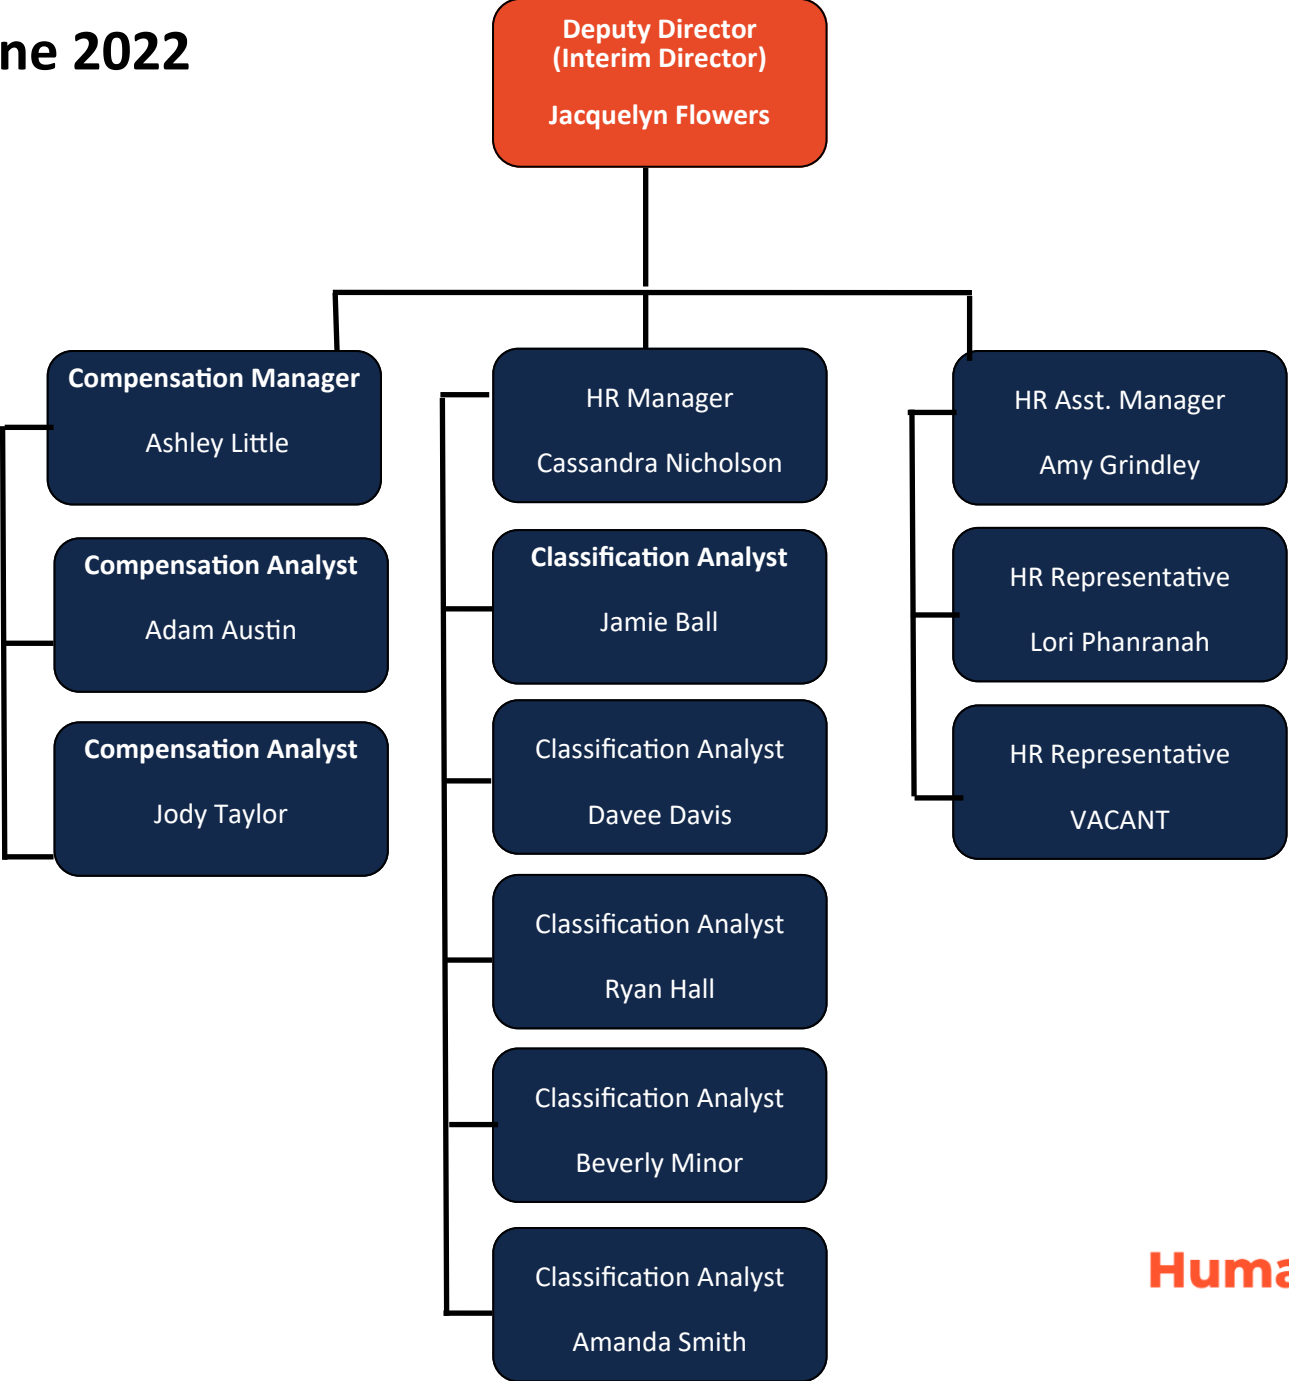 ne 2022
Deputy Director
(Interim Director)
Jacquelyn Flowers
Compensation Manager
Ashley Little
Compensation Analyst
Adam Austin
Compensation Analyst
Jody Taylor
HR Manager
Cassandra Nicholson
Classification Analyst
Jamie Ball
Classification Analyst
Davee Davis
Classification Analyst
Ryan Hall
Classification Analyst
Beverly Minor
Classification Analyst
Amanda Smith
HR Asst. Manager
Amy Grindley
HR Representative
Lori Phanranah
HR Representative
VACANT
Huma